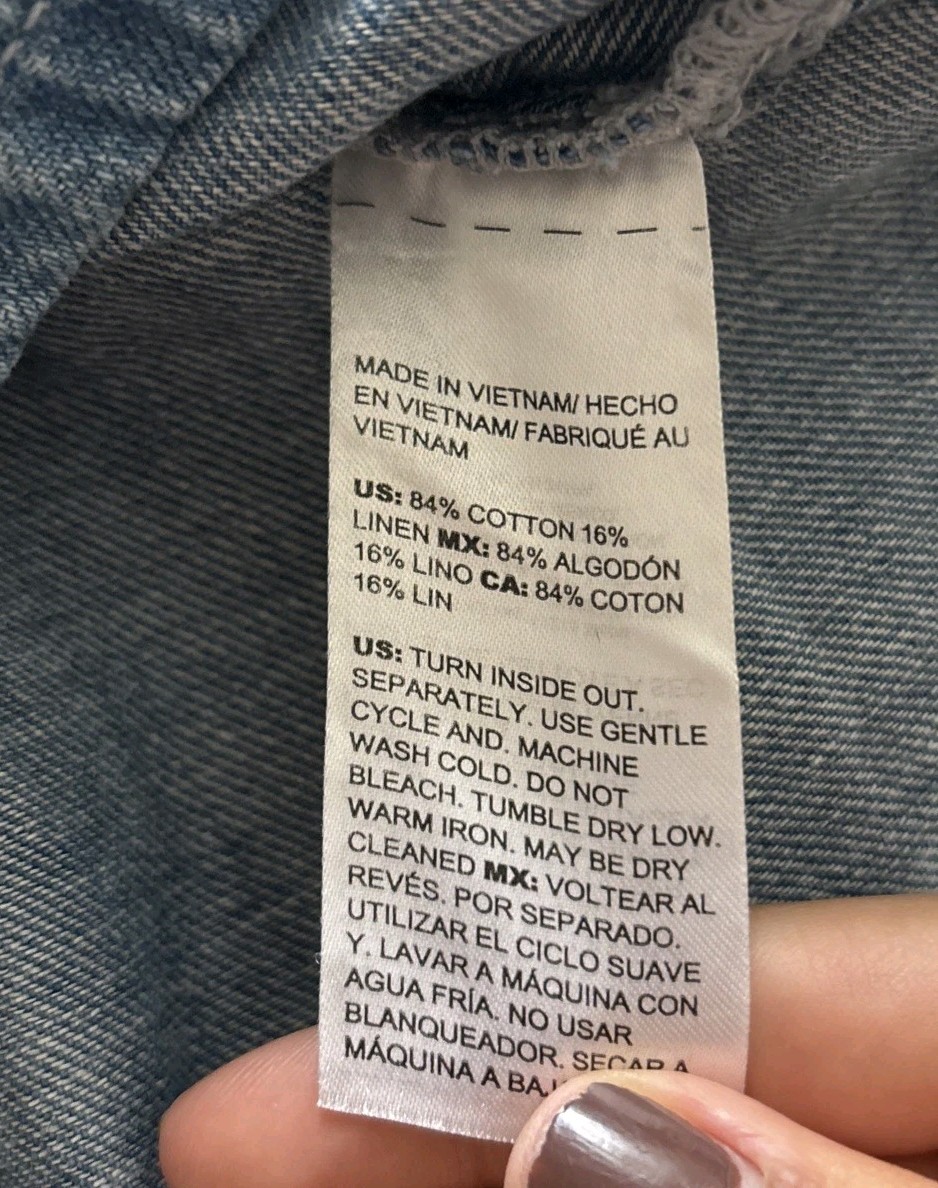 MADE IN VIETNAM/ HECHO
EN VIETNAM/ FABRIQUÉ AU
VIETNAM
US: 84% COTTON 16%
LINEN MX: 84% ALGODÓN
16% LINO CA: 84% COTON
16% LIN
US: TURN INSIDE OUT.
SEPARATELY. USE GENTLE
CYCLE AND. MACHINE
WASH COLD. DO NOT
BLEACH. TUMBLE DRY LOW.
WARM IRON. MAY BE DRY
CLEANED MX: VOLTEAR AL
REVÉS. POR SEPARADO.
UTILIZAR EL CICLO SUAVE
Y. LAVAR A MÁQUINA CON
AGUA FRÍA. NO USAR
BLANQUEADOR. SECAR A
MÁQUINA A